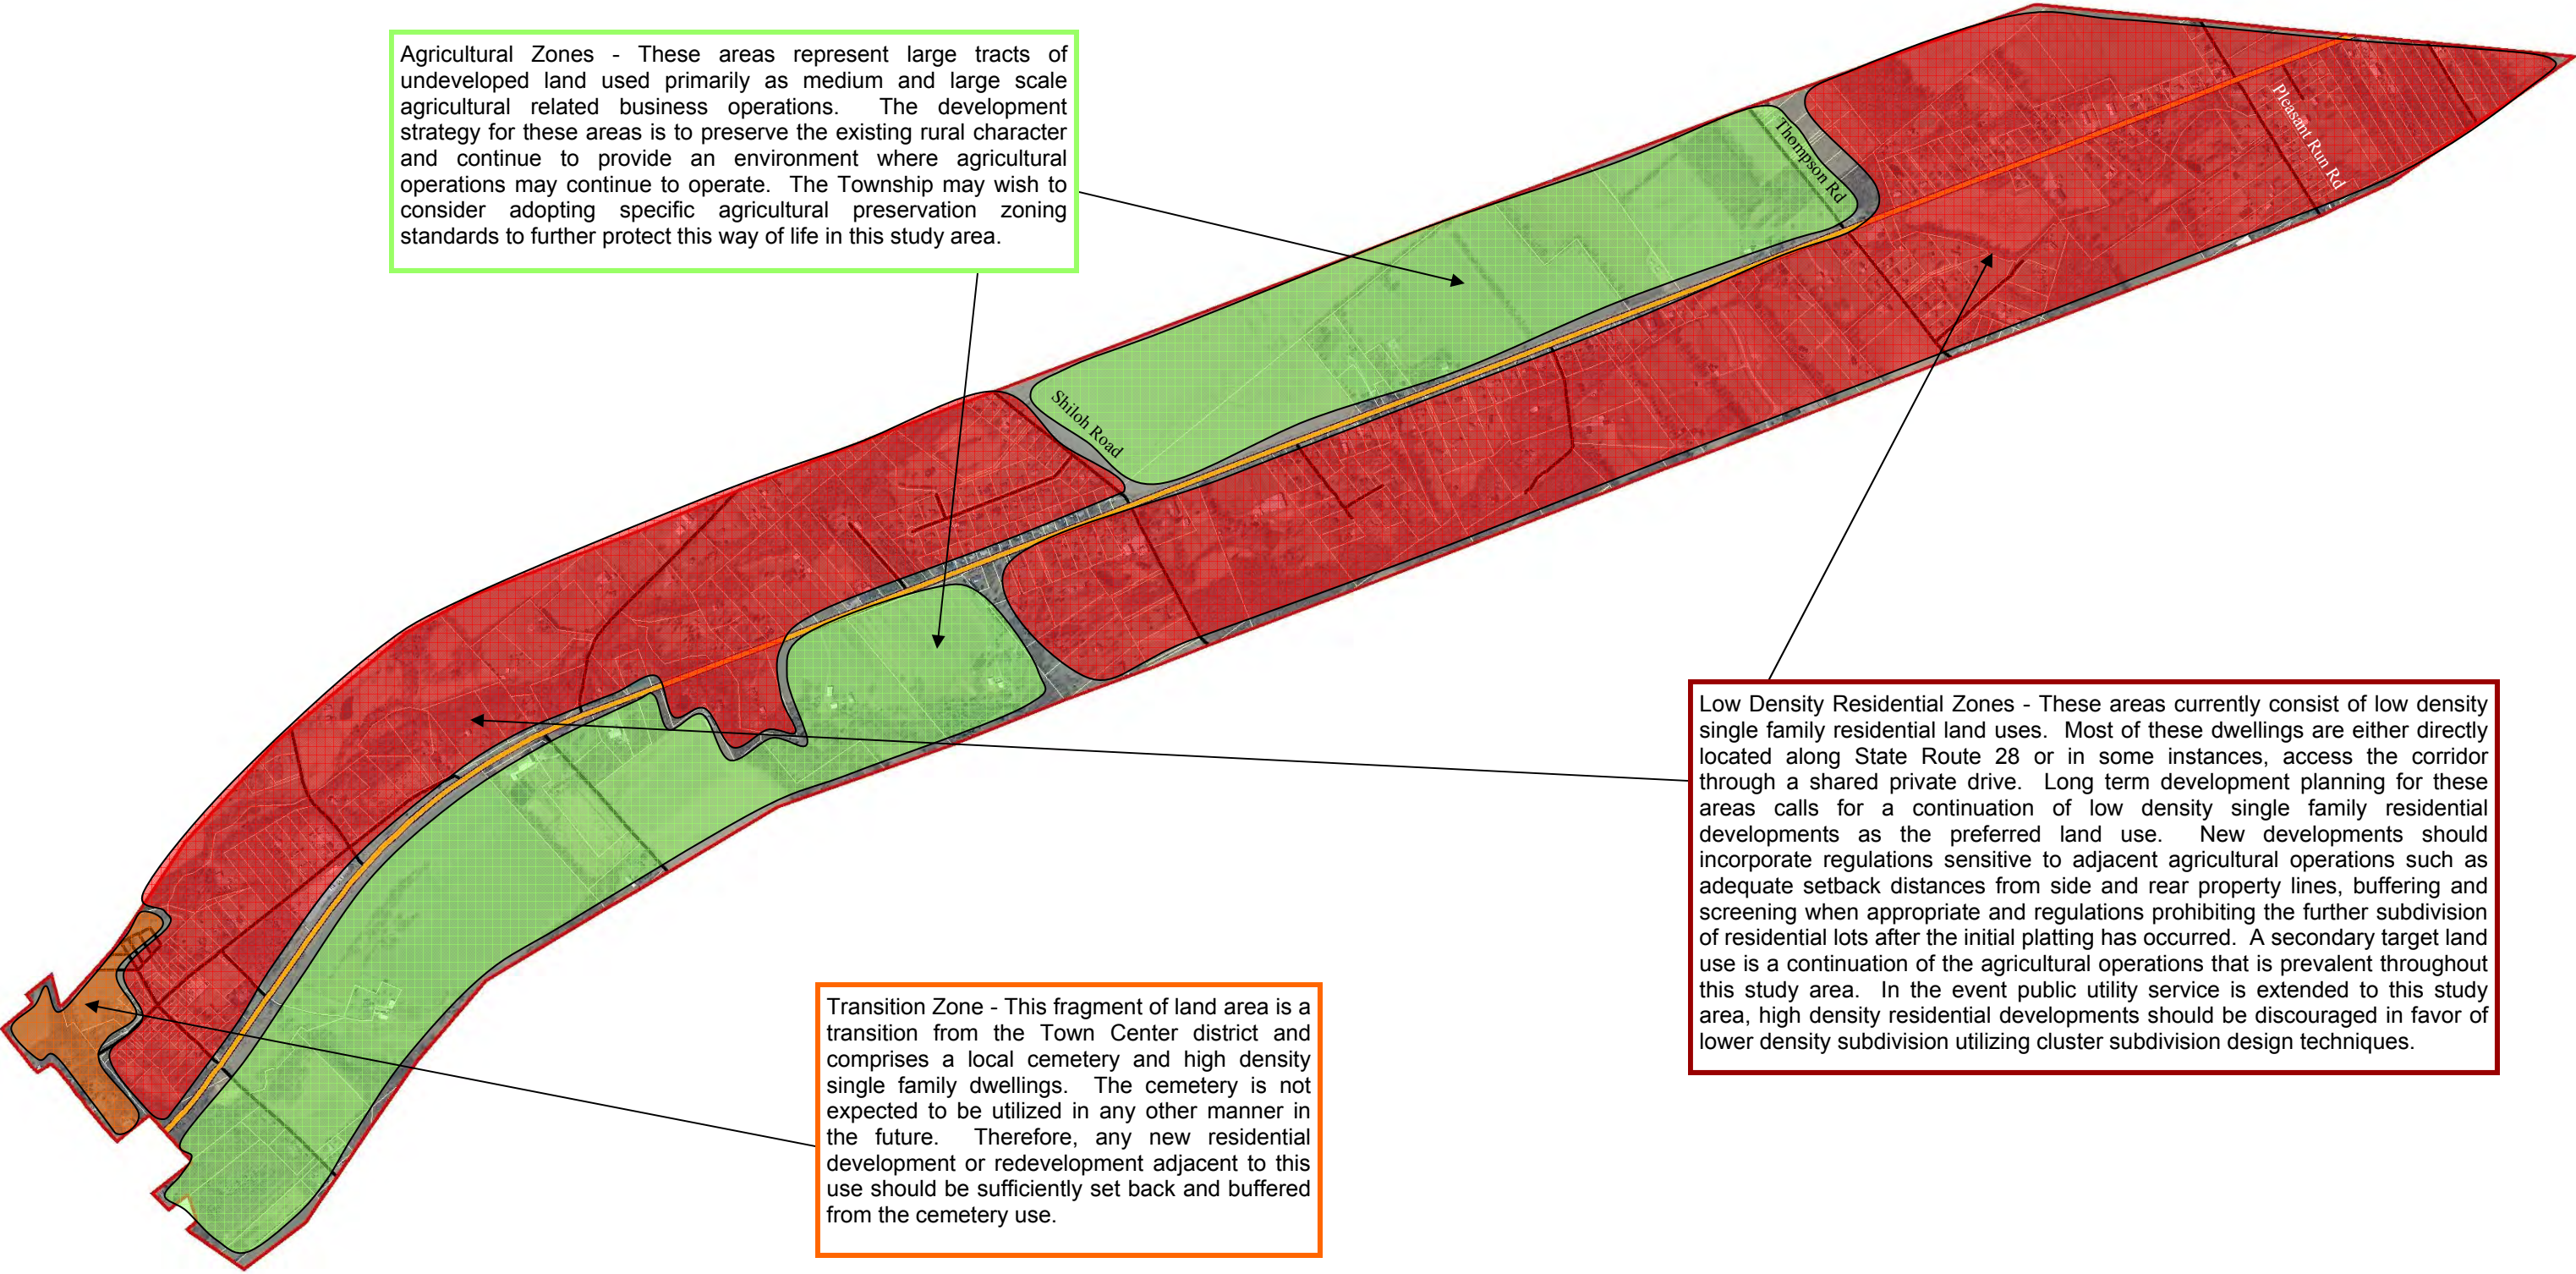 Agricultural Zones - These areas represent large tracts of
undeveloped land used primarily as medium and large scale
agricultural related business operations. The development
strategy for these areas is to preserve the existing rural character
and continue to provide an environment where agricultural
operations may continue to operate. The Township may wish to
consider adopting specific agricultural preservation zoning
standards to further protect this way of life in this study area.
Pleasant Run Rd
Thompson Rd
Shiloh Road
Low Density Residential Zones - These areas currently consist of low density
single family residential land uses. Most of these dwellings are either directly
located along State Route 28 or in some instances, access the corridor
through a shared private drive. Long term development planning for these
areas calls for a continuation of low density single family residential
developments as the preferred land use. New developments should
incorporate regulations sensitive to adjacent agricultural operations such as
adequate setback distances from side and rear property lines, buffering and
screening when appropriate and regulations prohibiting the further subdivision
of residential lots after the initial platting has occurred. A secondary target land
use is a continuation of the agricultural operations that is prevalent throughout
this study area. In the event public utility service is extended to this study
area, high density residential developments should be discouraged in favor of
lower density subdivision utilizing cluster subdivision design techniques.
Transition Zone - This fragment of land area is a
transition from the Town Center district and
comprises a local cemetery and high density
single family dwellings. The cemetery is not
expected to be utilized in any other manner in
the future. Therefore, any new residential
development or redevelopment adjacent to this
use should be sufficiently set back and buffered
from the cemetery use.